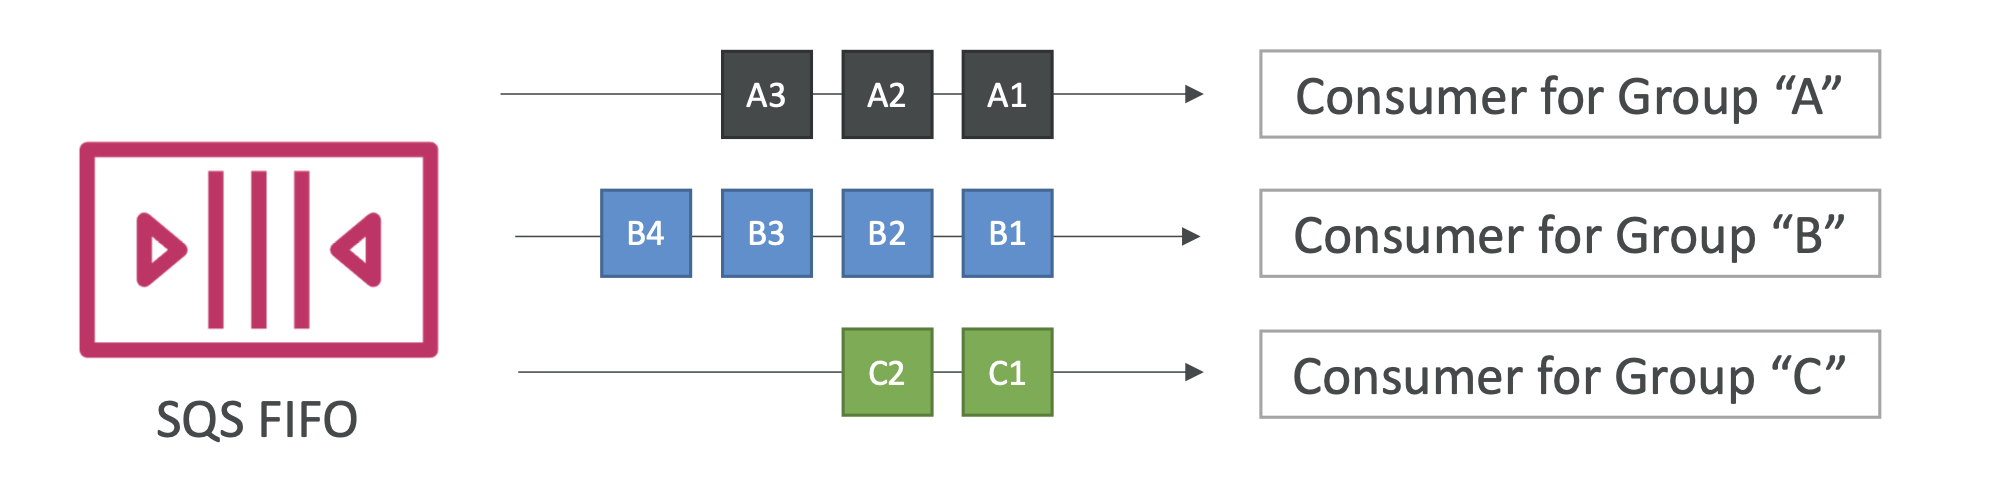 A3 A2 A1
Consumer for Group “A”
B4 B3 B2 B1
Consumer for Group “B”
C2 C1
Consumer for Group “C”
SQS FIFO